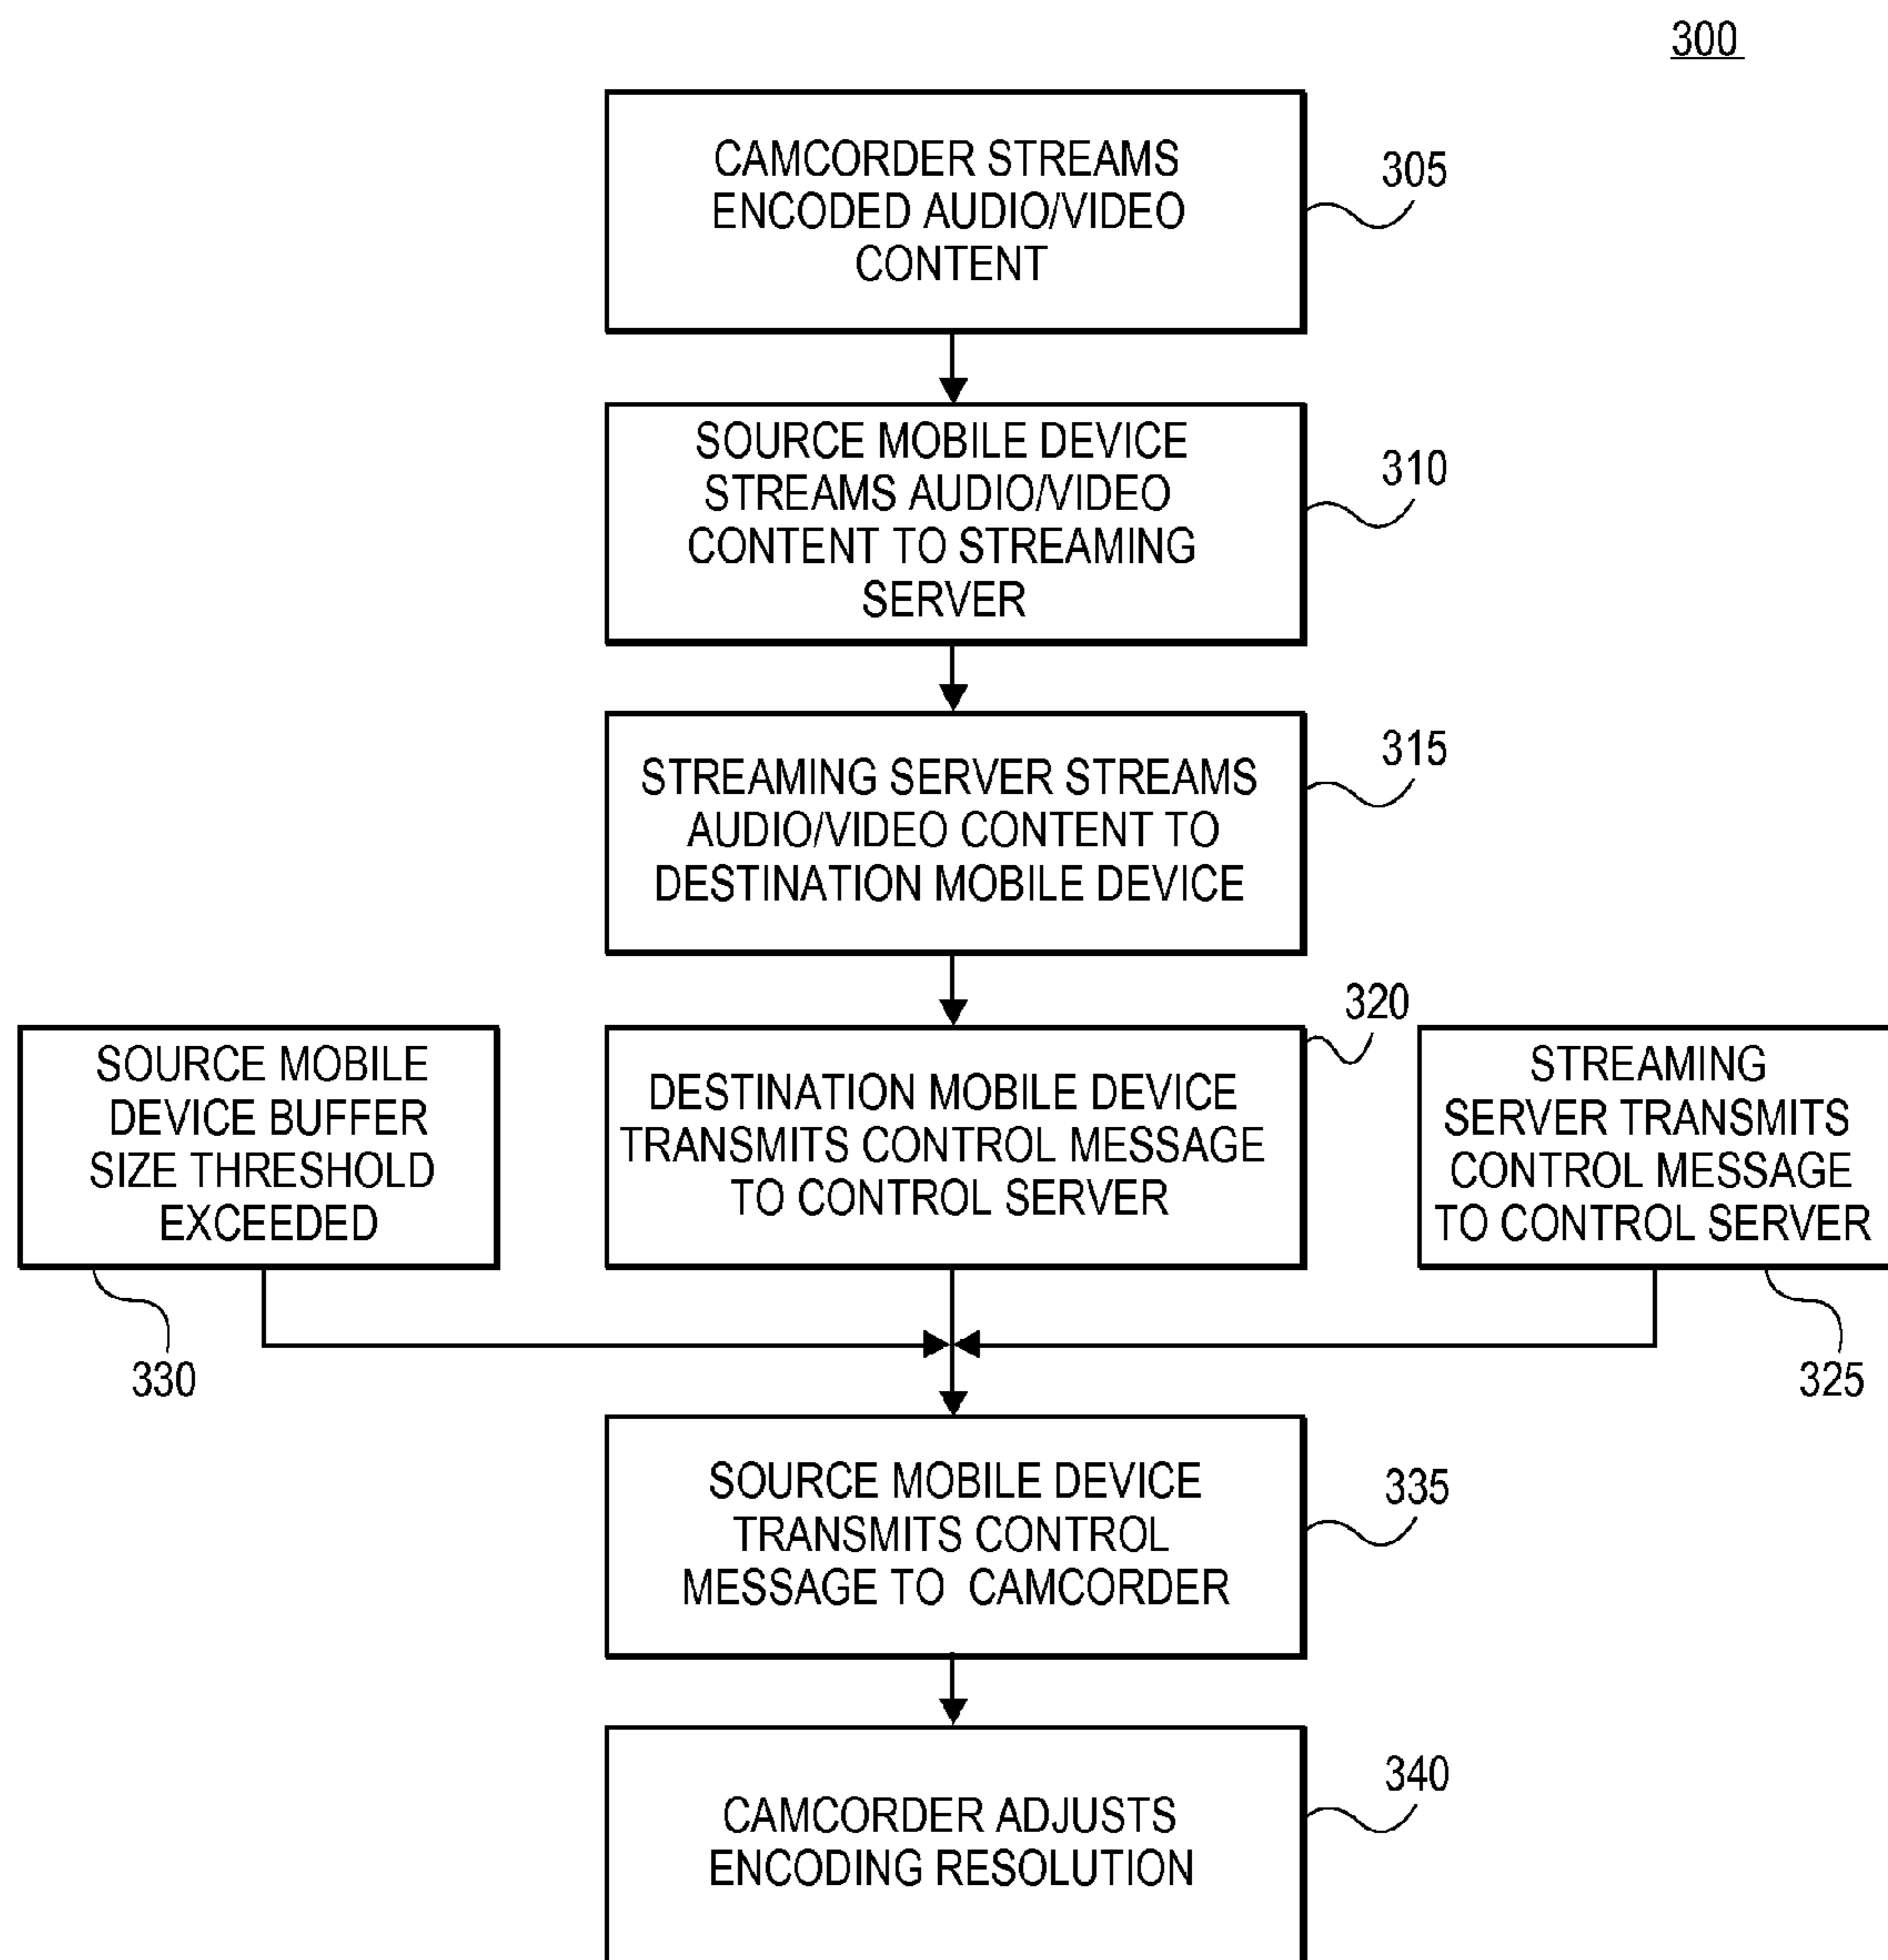 300
CAMCORDER STREAMS
ENCODED AUDIO/VIDEO
CONTENT
305
SOURCE MOBILE DEVICE
STREAMS AUDIO/VIDEO
CONTENT TO STREAMING
SERVER
310
STREAMING SERVER STREAMS
AUDIO/VIDEO CONTENT TO
DESTINATION MOBILE DEVICE
315
SOURCE MOBILE
DEVICE BUFFER
SIZE THRESHOLD
EXCEEDED
330
DESTINATION MOBILE DEVICE
TRANSMITS CONTROL MESSAGE
TO CONTROL SERVER
320
STREAMING
SERVER TRANSMITS
CONTROL MESSAGE
TO CONTROL SERVER
325
SOURCE MOBILE DEVICE
TRANSMITS CONTROL
MESSAGE TO CAMCORDER
335
CAMCORDER ADJUSTS
ENCODING RESOLUTION
340